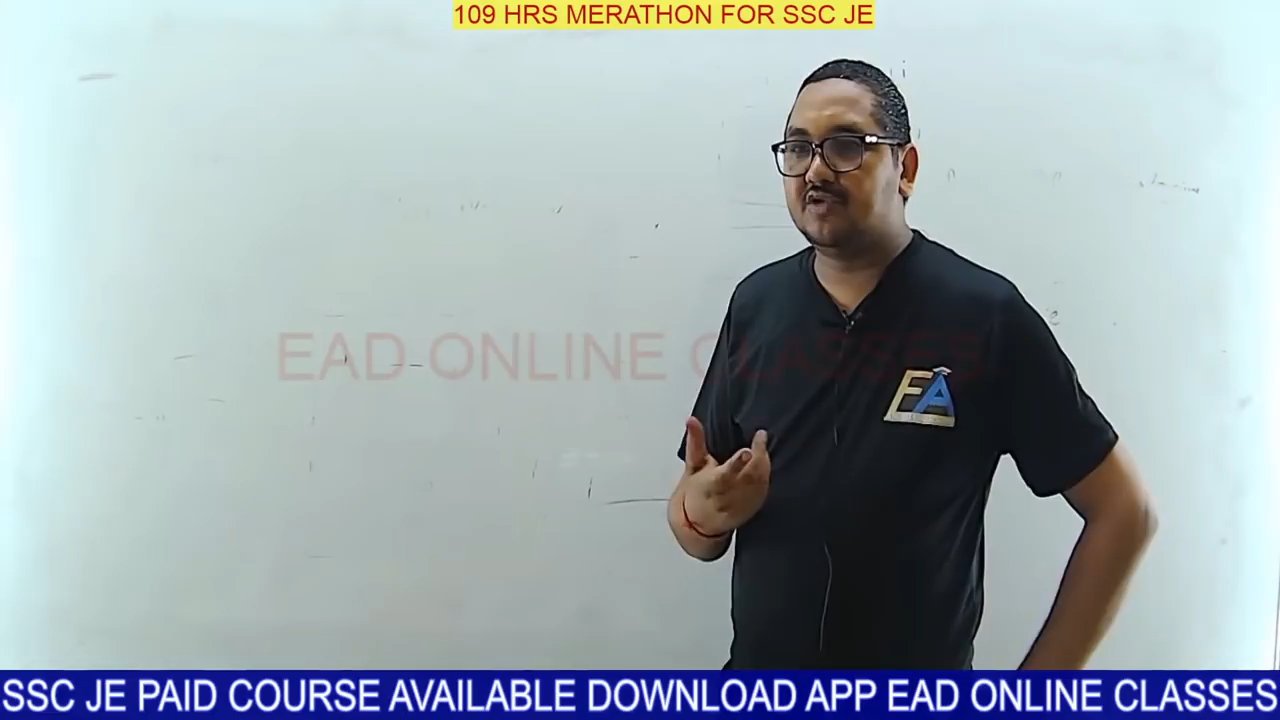 109 HRS MERATHON FOR SSC JE
EAD ONLINE CLASSES
EA
SSC JE PAID COURSE AVAILABLE DOWNLOAD APP EAD ONLINE CLASSES